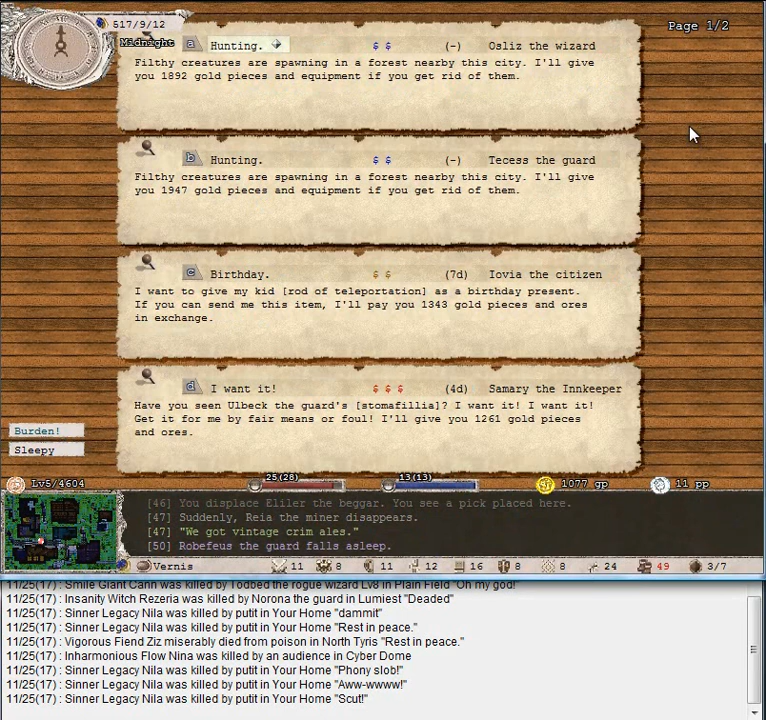 517/9/12
Page 1/2
Midnight
a Hunting. $ $ (-) Osliz the wizard
Filthy creatures are spawning in a forest nearby this city. I'll give
you 1892 gold pieces and equipment if you get rid of them.
b Hunting. $ $ (-) Tecess the guard
Filthy creatures are spawning in a forest nearby this city. I'll give
you 1947 gold pieces and equipment if you get rid of them.
c Birthday. $ $ (7d) Iovia the citizen
I want to give my kid [rod of teleportation] as a birthday present.
If you can send me this item, I'll pay you 1343 gold pieces and ores
in exchange.
d I want it! $ $ $ (4d) Samary the Innkeeper
Have you seen Ulbeck the guard's [stomafillia]? I want it! I want it!
Get it for me by fair means or foul! I'll give you 1261 gold pieces
and ores.
Burden!
Sleepy
Lv5/4604 25(28) 13(13) 1077 gp 11 pp
[46] You displace Eliler the beggar. You see a pick placed here.
[47] Suddenly, Reia the miner disappears.
[47] "We got vintage crim ales."
[50] Robefeus the guard falls asleep.
Vernis 11 8 11 12 16 8 8 24 49 3/7
11/25(17) : Smile Giant Cann was killed by Todbed the rogue wizard Lv8 in Plain Field "Oh my god!"
11/25(17) : Insanity Witch Rezeria was killed by Norona the guard in Lumiest "Deaded"
11/25(17) : Sinner Legacy Nila was killed by putit in Your Home "dammit"
11/25(17) : Sinner Legacy Nila was killed by putit in Your Home "Rest in peace."
11/25(17) : Vigorous Fiend Ziz miserably died from poison in North Tyris "Rest in peace."
11/25(17) : Inharmonious Flow Nina was killed by an audience in Cyber Dome
11/25(17) : Sinner Legacy Nila was killed by putit in Your Home "Phony slob!"
11/25(17) : Sinner Legacy Nila was killed by putit in Your Home "Aww-wwww!"
11/25(17) : Sinner Legacy Nila was killed by putit in Your Home "Scut!"